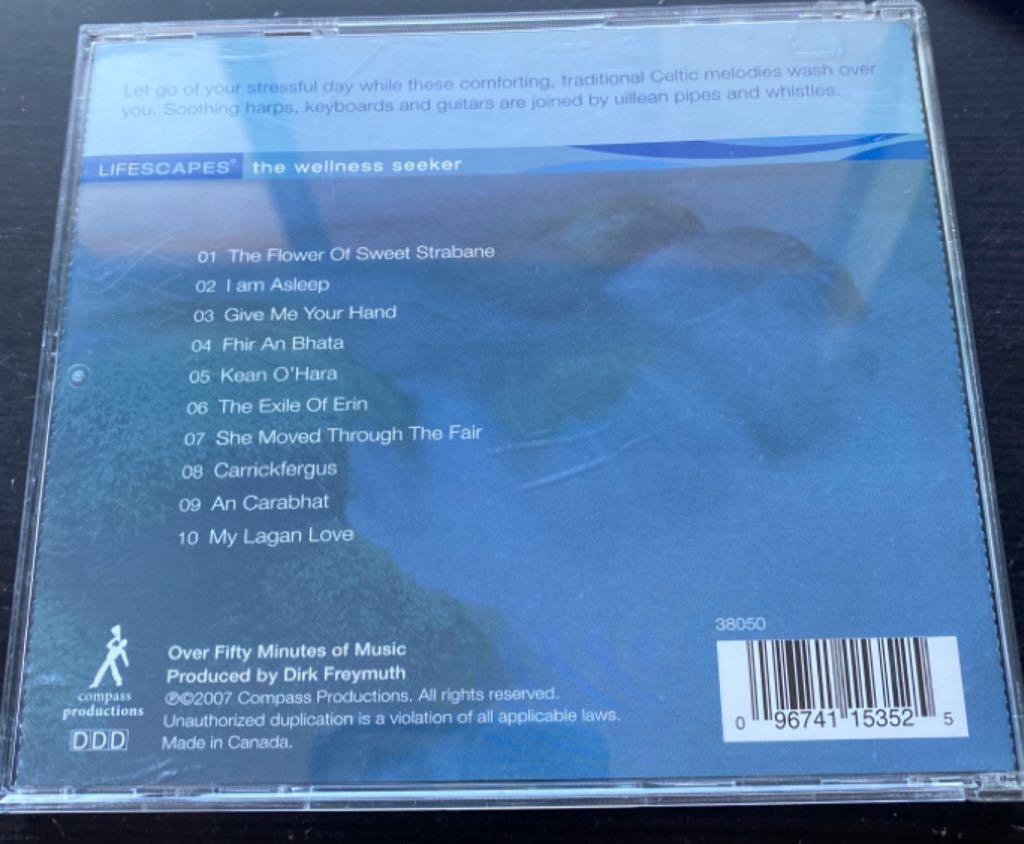 Let go of your stressful day while these comforting, traditional Celtic melodies wash over
you. Soothing harps, keyboards and guitars are joined by uillean pipes and whistles.
LIFESCAPES® the wellness seeker
01 The Flower Of Sweet Strabane
02 I am Asleep
03 Give Me Your Hand
04 Fhir An Bhata
05 Kean O'Hara
06 The Exile Of Erin
07 She Moved Through The Fair
08 Carrickfergus
09 An Carabhat
10 My Lagan Love
compass
productions
DDD
Over Fifty Minutes of Music
Produced by Dirk Freymuth
℗©2007 Compass Productions. All rights reserved.
Unauthorized duplication is a violation of all applicable laws.
Made in Canada.
38050
0 96741 15352 5